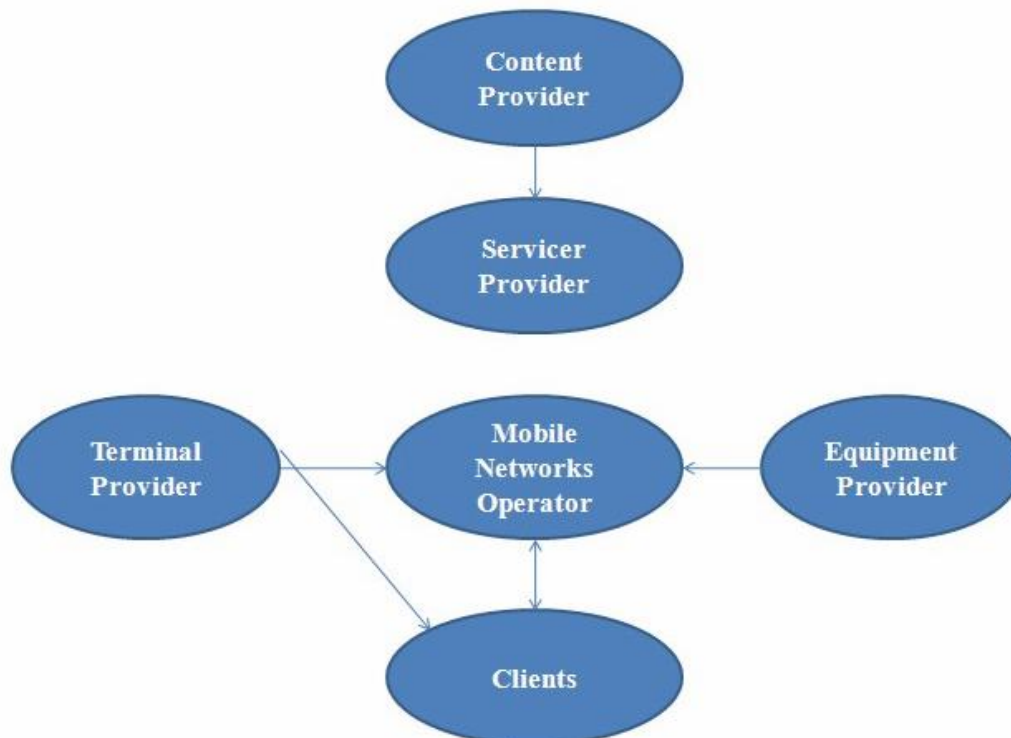 Content
Provider
Servicer
Provider
Terminal
Provider
Mobile
Networks
Operator
Equipment
Provider
Clients